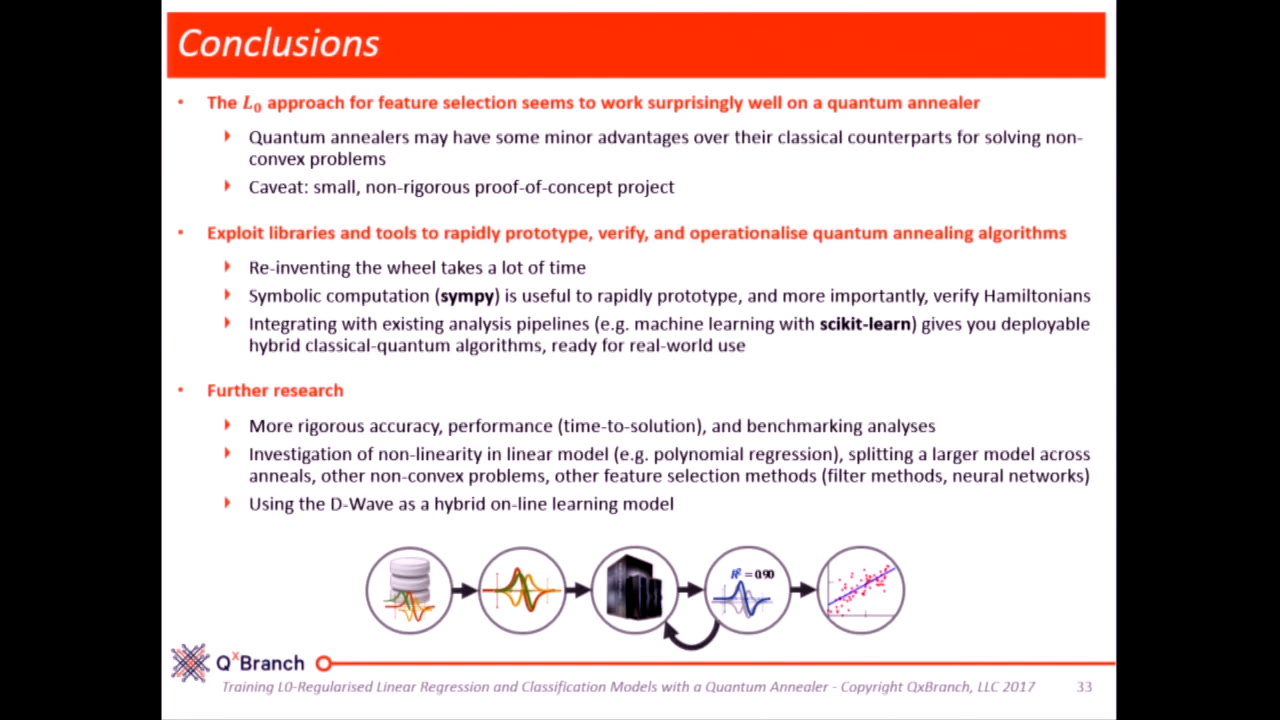 Conclusions
• The L0 approach for feature selection seems to work surprisingly well on a quantum annealer
Quantum annealers may have some minor advantages over their classical counterparts for solving non-
convex problems
Caveat: small, non-rigorous proof-of-concept project
• Exploit libraries and tools to rapidly prototype, verify, and operationalise quantum annealing algorithms
Re-inventing the wheel takes a lot of time
Symbolic computation (sympy) is useful to rapidly prototype, and more importantly, verify Hamiltonians
Integrating with existing analysis pipelines (e.g. machine learning with scikit-learn) gives you deployable
hybrid classical-quantum algorithms, ready for real-world use
• Further research
More rigorous accuracy, performance (time-to-solution), and benchmarking analyses
Investigation of non-linearity in linear model (e.g. polynomial regression), splitting a larger model across
anneals, other non-convex problems, other feature selection methods (filter methods, neural networks)
Using the D-Wave as a hybrid on-line learning model
R² = 0.90
QxBranch
Training L0-Regularised Linear Regression and Classification Models with a Quantum Annealer - Copyright QxBranch, LLC 2017 33